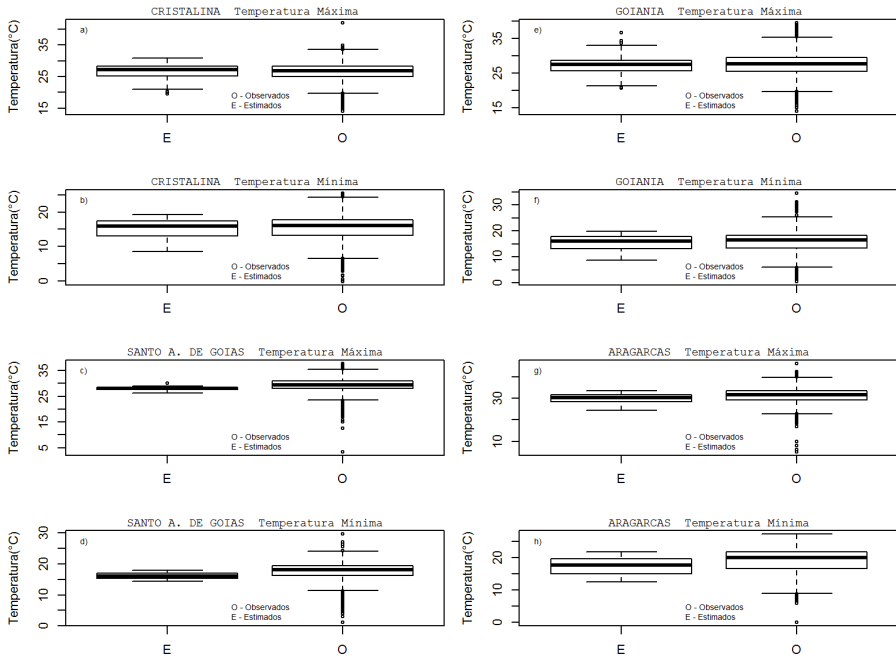 CRISTALINA Temperatura Máxima
a)
Temperatura(°C)
15
25
35
O - Observados
E - Estimados
E
O
GOIANIA Temperatura Máxima
e)
Temperatura(°C)
15
25
35
O - Observados
E - Estimados
E
O
CRISTALINA Temperatura Mínima
b)
Temperatura(°C)
0
10
20
O - Observados
E - Estimados
E
O
GOIANIA Temperatura Mínima
f)
Temperatura(°C)
0
10
20
30
O - Observados
E - Estimados
E
O
SANTO A. DE GOIAS Temperatura Máxima
c)
Temperatura(°C)
5
15
25
35
O - Observados
E - Estimados
E
O
ARAGARCAS Temperatura Máxima
g)
Temperatura(°C)
10
30
O - Observados
E - Estimados
E
O
SANTO A. DE GOIAS Temperatura Mínima
d)
Temperatura(°C)
0
10
20
30
O - Observados
E - Estimados
E
O
ARAGARCAS Temperatura Mínima
h)
Temperatura(°C)
0
10
20
O - Observados
E - Estimados
E
O